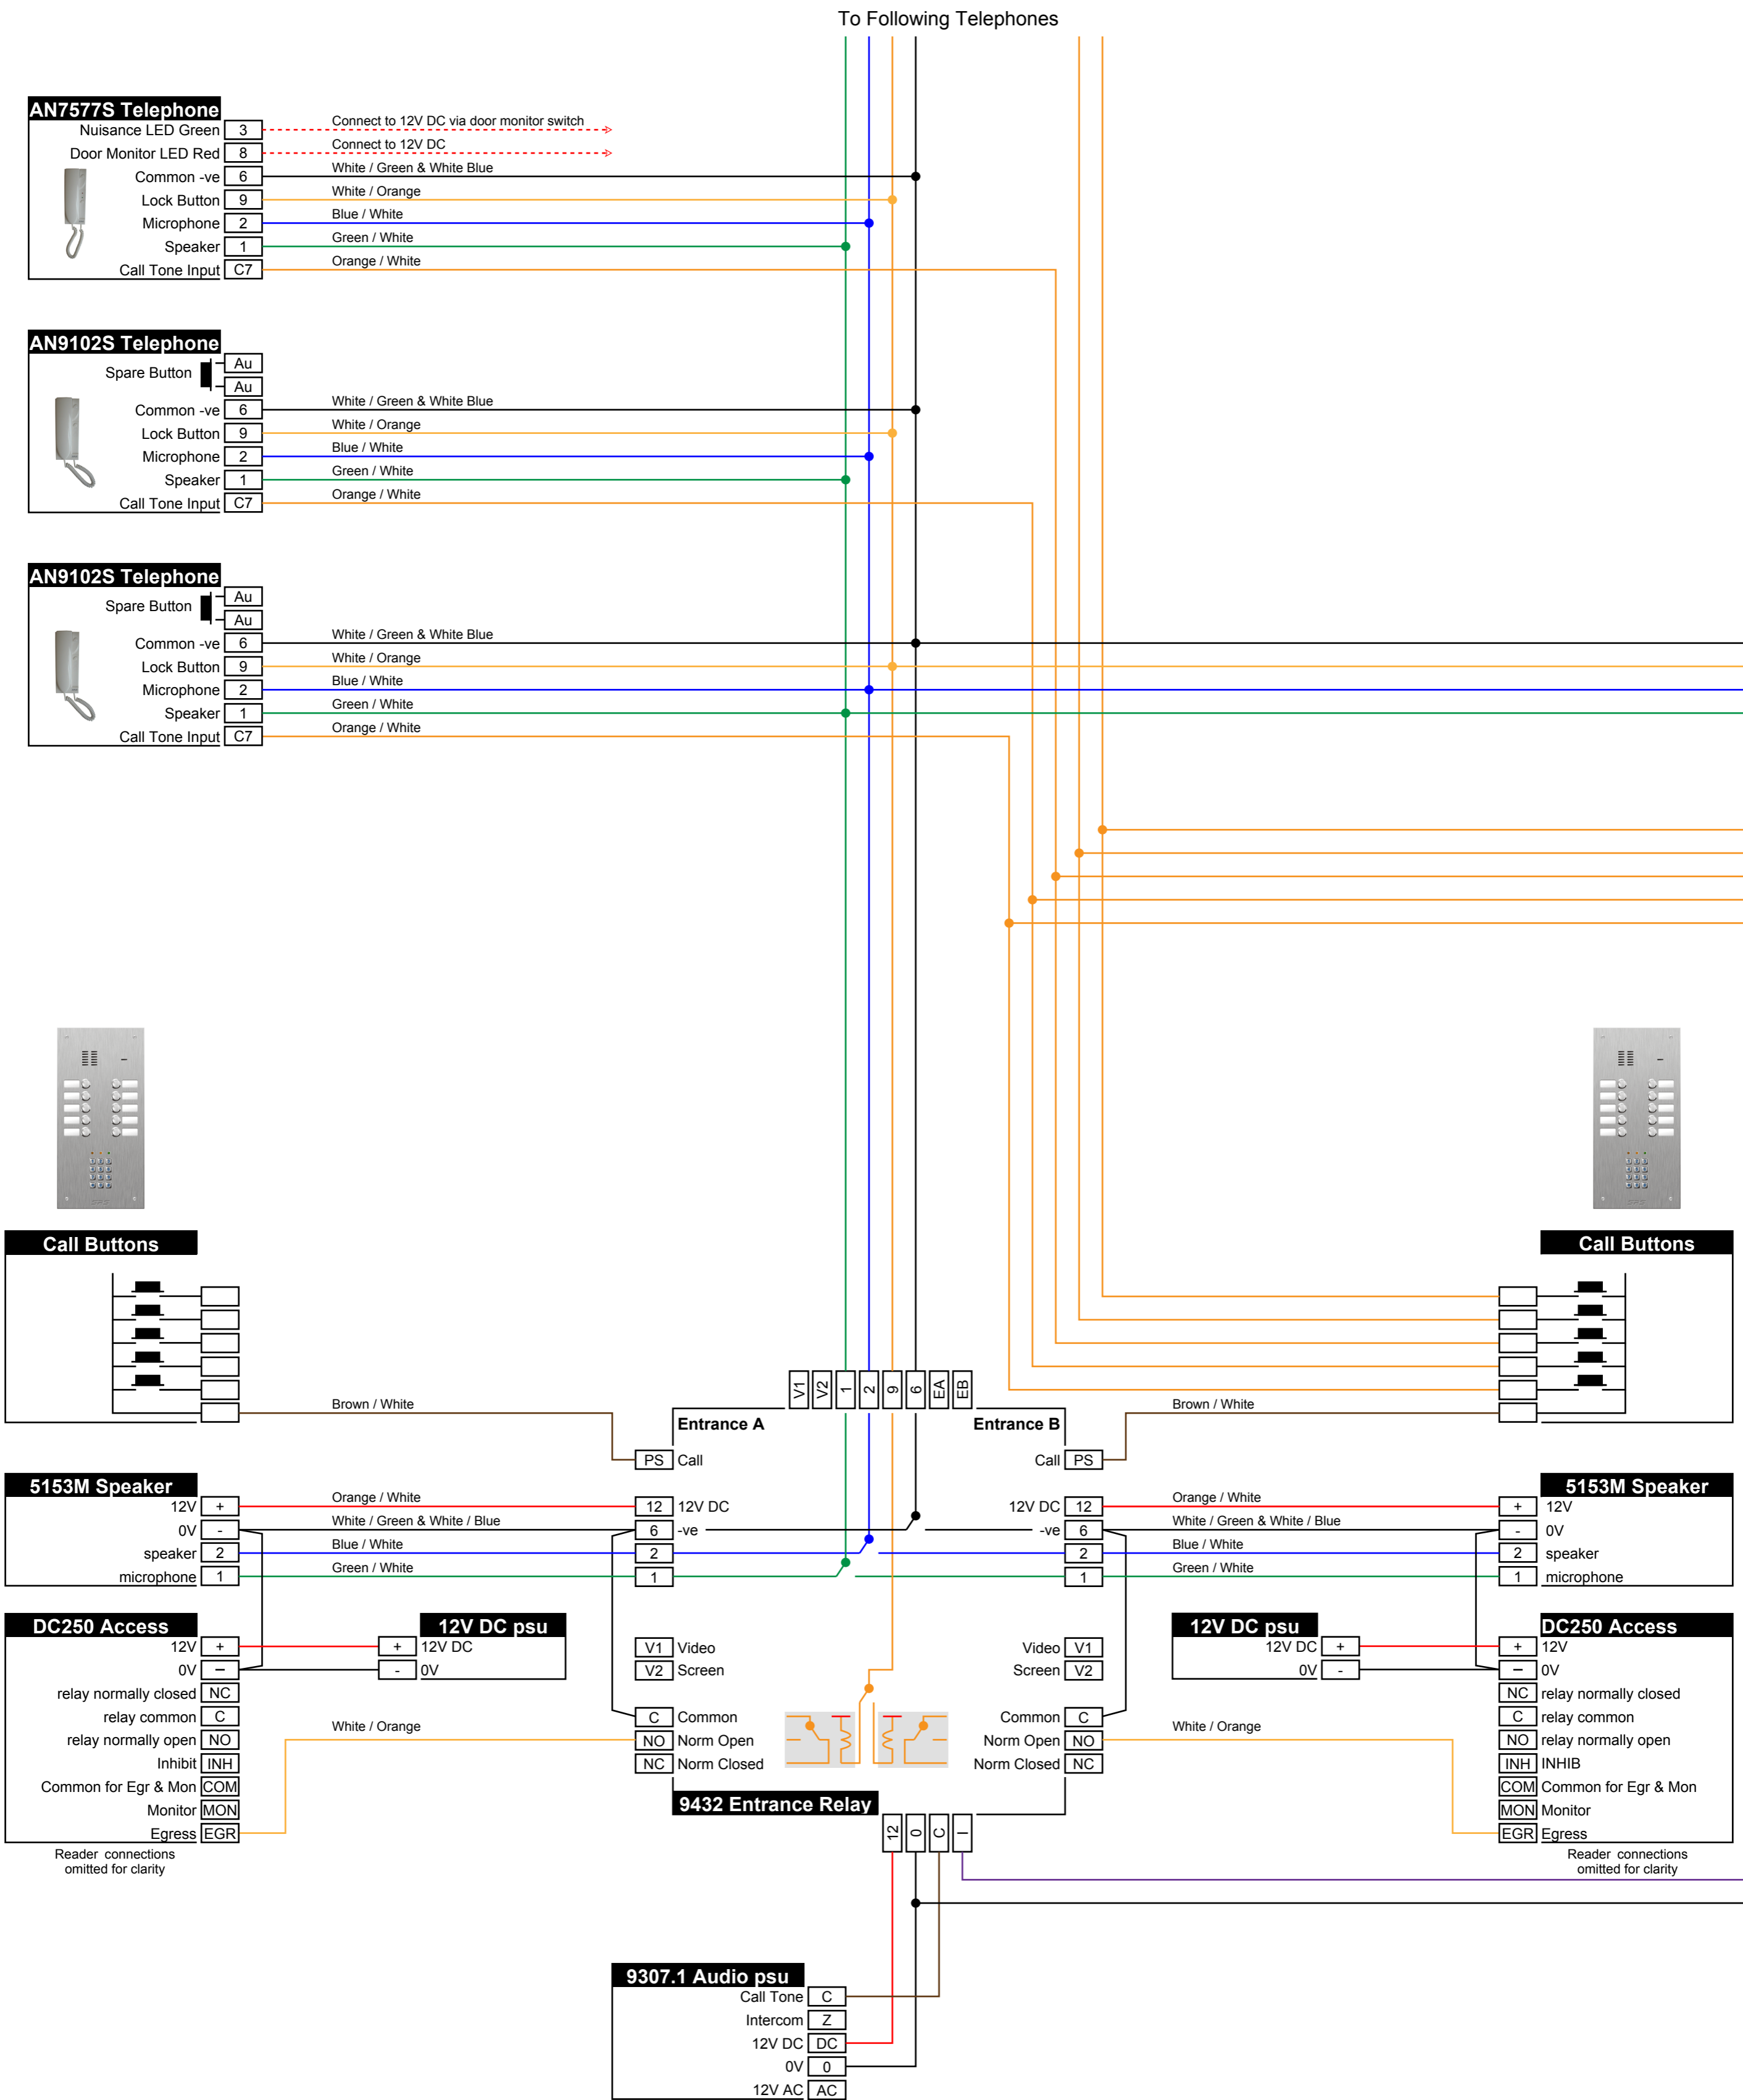 To Following Telephones
AN7577S Telephone
Nuisance LED Green 3 Connect to 12V DC via door monitor switch
Door Monitor LED Red 8 Connect to 12V DC
Common -ve 6 White / Green & White Blue
Lock Button 9 White / Orange
Microphone 2 Blue / White
Speaker 1 Green / White
Call Tone Input C7 Orange / White
AN9102S Telephone
Au
Spare Button
Au
Common -ve 6 White / Green & White Blue
Lock Button 9 White / Orange
Microphone 2 Blue / White
Speaker 1 Green / White
Call Tone Input C7 Orange / White
AN9102S Telephone
Au
Spare Button
Au
Common -ve 6 White / Green & White Blue
Lock Button 9 White / Orange
Microphone 2 Blue / White
Speaker 1 Green / White
Call Tone Input C7 Orange / White
Call Buttons
Call Buttons
V1 V2 1 2 9 6 EA EB
Brown / White
Brown / White
Entrance A
Entrance B
PS Call
Call PS
5153M Speaker
12V + Orange / White 12 12V DC
0V - White / Green & White / Blue 6 -ve
speaker 2 Blue / White 2
microphone 1 Green / White 1
12V DC 12 Orange / White + 12V
-ve 6 White / Green & White / Blue - 0V
2 Blue / White 2 speaker
1 Green / White 1 microphone
5153M Speaker
DC250 Access
12V +
0V –
relay normally closed NC
relay common C
relay normally open NO
Inhibit INH
Common for Egr & Mon COM
Monitor MON
Egress EGR
Reader connections
omitted for clarity
12V DC psu
+ 12V DC
- 0V
White / Orange
V1 Video
V2 Screen
C Common
NO Norm Open
NC Norm Closed
Video V1
Screen V2
Common C
Norm Open NO
Norm Closed NC
9432 Entrance Relay
12 0 C I
12V DC psu
12V DC +
0V -
White / Orange
DC250 Access
+ 12V
– 0V
NC relay normally closed
C relay common
NO relay normally open
INH INHIB
COM Common for Egr & Mon
MON Monitor
EGR Egress
Reader connections
omitted for clarity
9307.1 Audio psu
Call Tone C
Intercom Z
12V DC DC
0V 0
12V AC AC